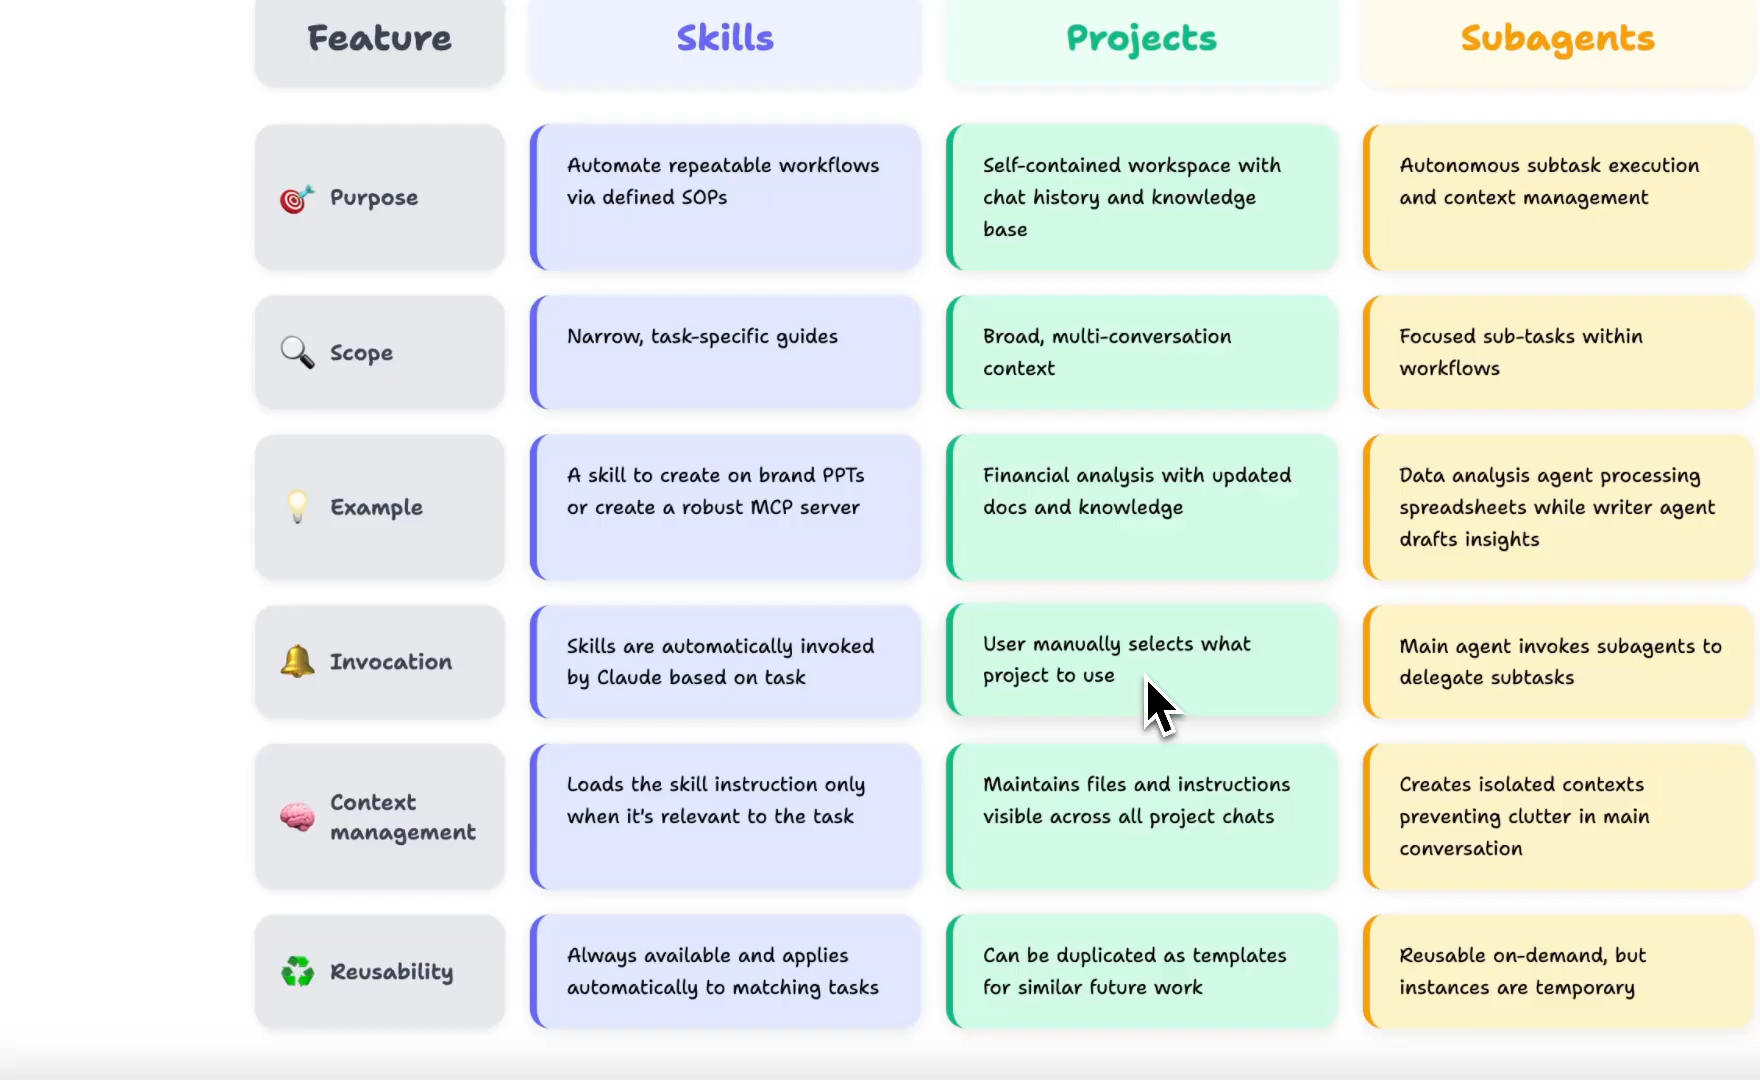 Feature
Skills
Projects
Subagents
Purpose
Automate repeatable workflows
via defined SOPs
Self-contained workspace with
chat history and knowledge
base
Autonomous subtask execution
and context management
Scope
Narrow, task-specific guides
Broad, multi-conversation
context
Focused sub-tasks within
workflows
Example
A skill to create on brand PPTs
or create a robust MCP server
Financial analysis with updated
docs and knowledge
Data analysis agent processing
spreadsheets while writer agent
drafts insights
Invocation
Skills are automatically invoked
by Claude based on task
User manually selects what
project to use
Main agent invokes subagents to
delegate subtasks
Context
management
Loads the skill instruction only
when it's relevant to the task
Maintains files and instructions
visible across all project chats
Creates isolated contexts
preventing clutter in main
conversation
Reusability
Always available and applies
automatically to matching tasks
Can be duplicated as templates
for similar future work
Reusable on-demand, but
instances are temporary